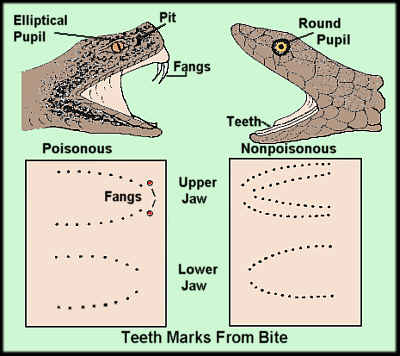 Elliptical
Pupil
Pit
Fangs
Round
Pupil
Teeth
Poisonous
Nonpoisonous
Fangs
Upper
Jaw
Lower
Jaw
Teeth Marks From Bite